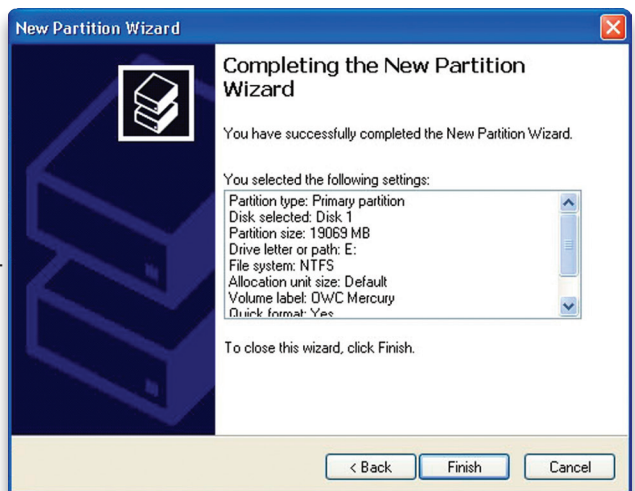 New Partition Wizard
Completing the New Partition
Wizard
You have successfully completed the New Partition Wizard.
You selected the following settings:
Partition type: Primary partition
Disk selected: Disk 1
Partition size: 19069 MB
Drive letter or path: E:
File system: NTFS
Allocation unit size: Default
Volume label: OWC Mercury
Quick format: Yes
To close this wizard, click Finish.
< Back
Finish
Cancel